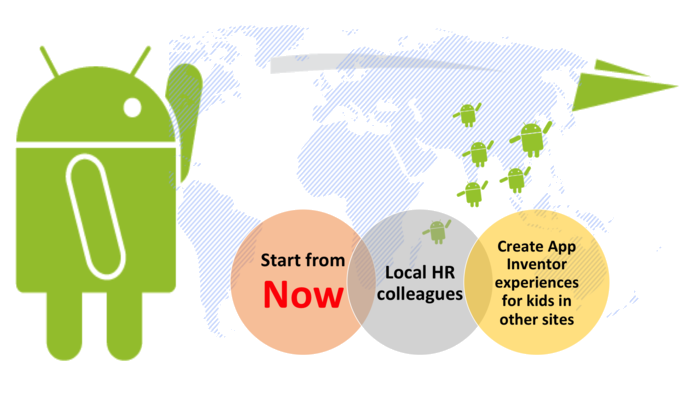 Start from
Now
Local HR
colleagues
Create App
Inventor
experiences
for kids in
other sites